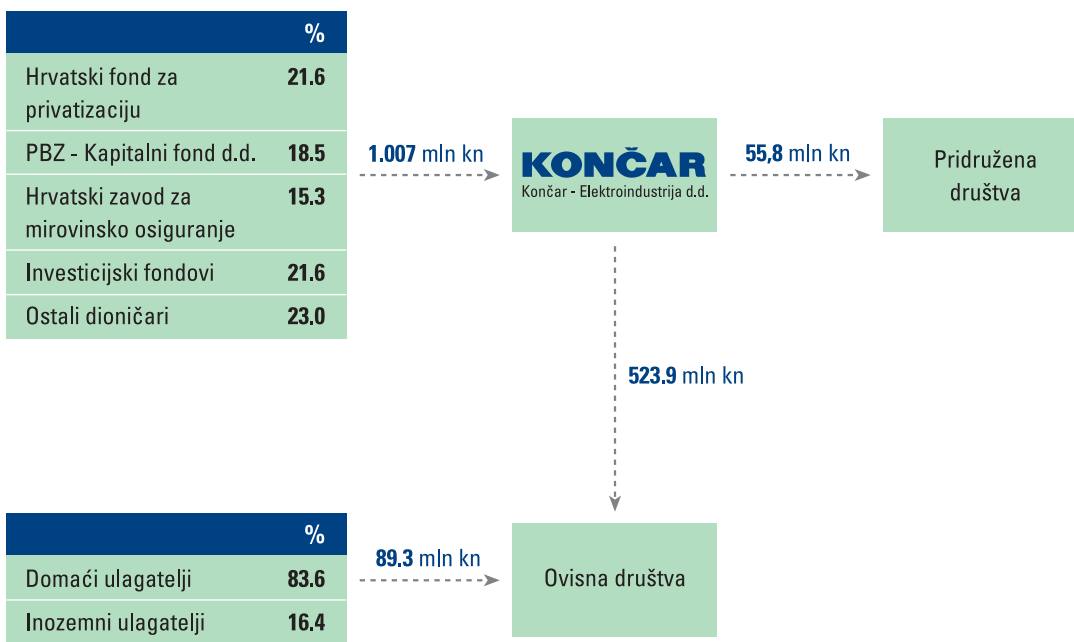 %
Hrvatski fond za 21.6
privatizaciju
PBZ - Kapitalni fond d.d. 18.5
Hrvatski zavod za 15.3
mirovinsko osiguranje
Investicijski fondovi 21.6
Ostali dioničari 23.0
1.007 mln kn
KONČAR
Končar - Elektroindustrija d.d.
55,8 mln kn
Pridružena
društva
523.9 mln kn
%
Domaći ulagatelji 83.6
Inozemni ulagatelji 16.4
89.3 mln kn
Ovisna društva